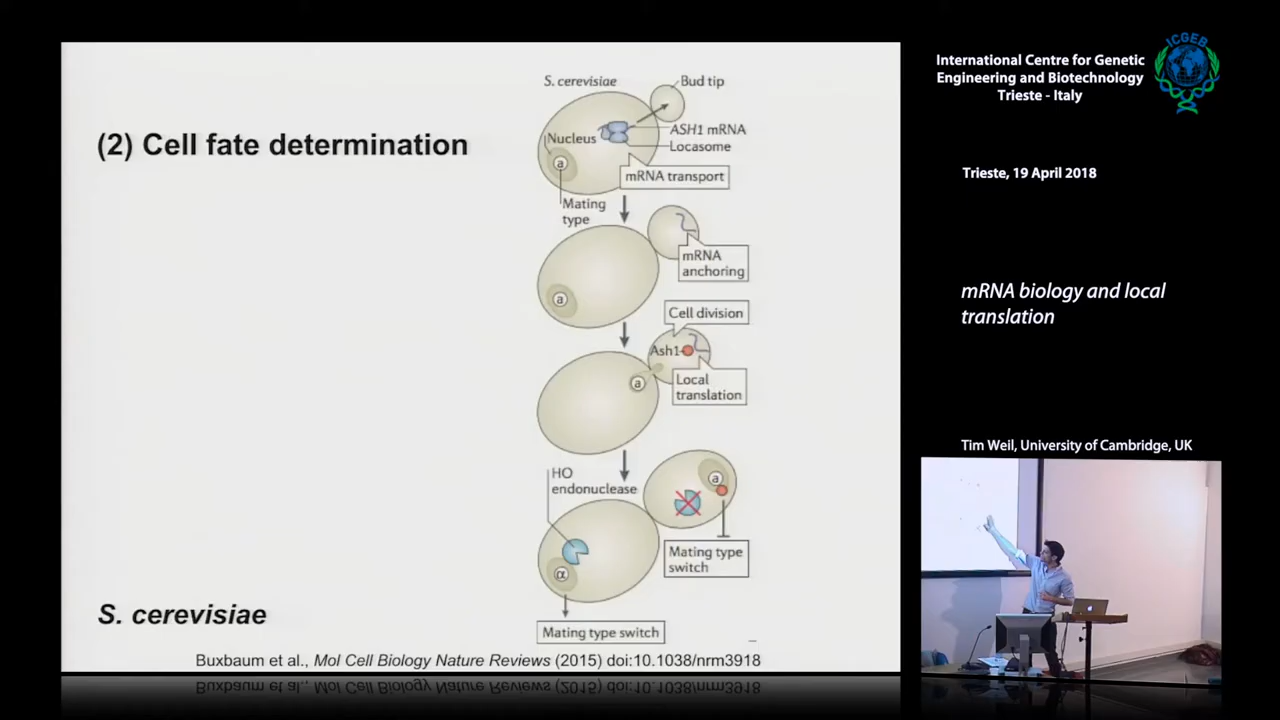 (2) Cell fate determination
S. cerevisiae
Bud tip
Nucleus
ASH1 mRNA
Locasome
a
mRNA transport
Mating
type
mRNA
anchoring
a
Cell division
Ash1
a
Local
translation
HO
endonuclease
a
Mating type
switch
α
Mating type switch
S. cerevisiae
Buxbaum et al., Mol Cell Biology Nature Reviews (2015) doi:10.1038/nrm3918
International Centre for Genetic
Engineering and Biotechnology
Trieste - Italy
ICGEB
Trieste, 19 April 2018
mRNA biology and local
translation
Tim Weil, University of Cambridge, UK